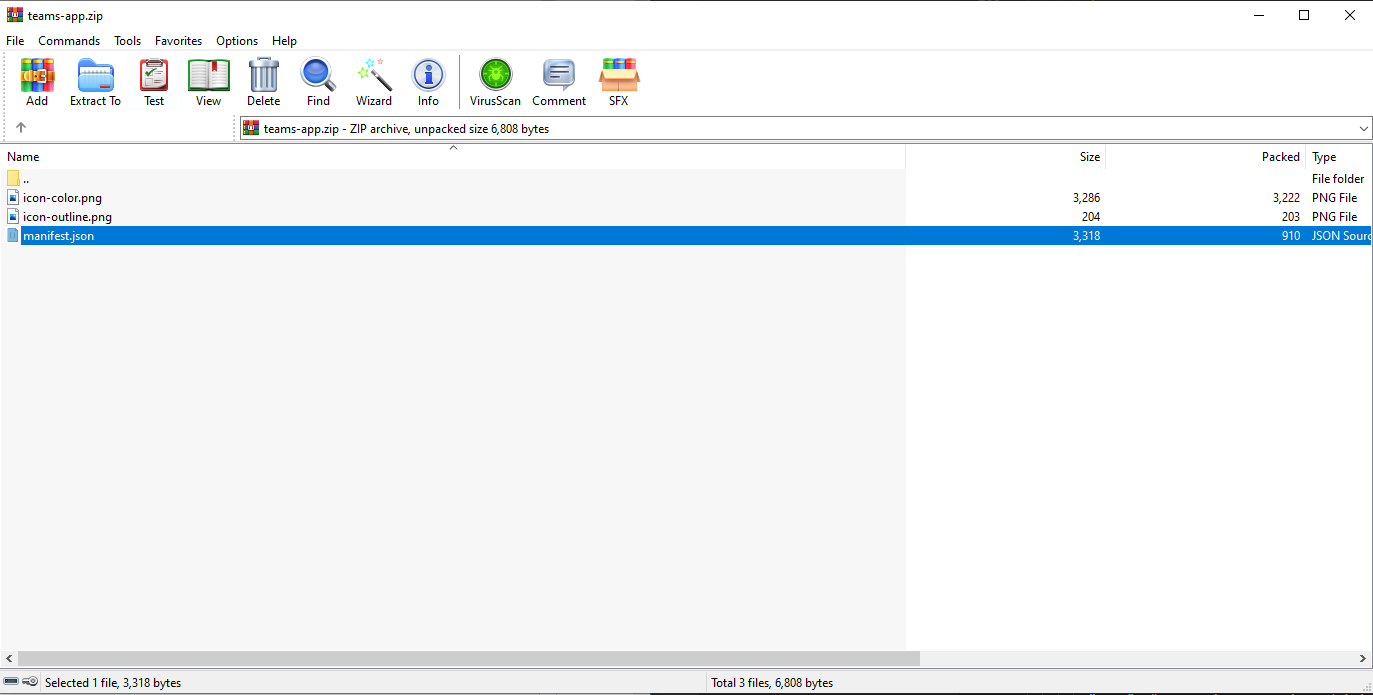 teams-app.zip
File Commands Tools Favorites Options Help
Add Extract To Test View Delete Find Wizard Info VirusScan Comment SFX
teams-app.zip - ZIP archive, unpacked size 6,808 bytes
Name Size Packed Type
.. File folder
icon-color.png 3,286 3,222 PNG File
icon-outline.png 204 203 PNG File
manifest.json 3,318 910 JSON Sourc
Selected 1 file, 3,318 bytes Total 3 files, 6,808 bytes